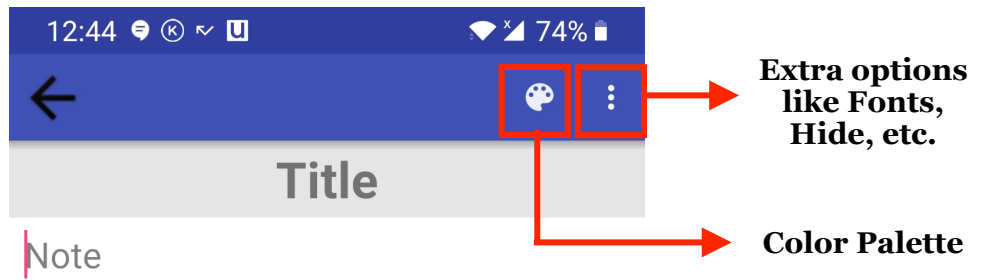 12:44 K U 74%
Extra options
like Fonts,
Hide, etc.
Title
Note
Color Palette